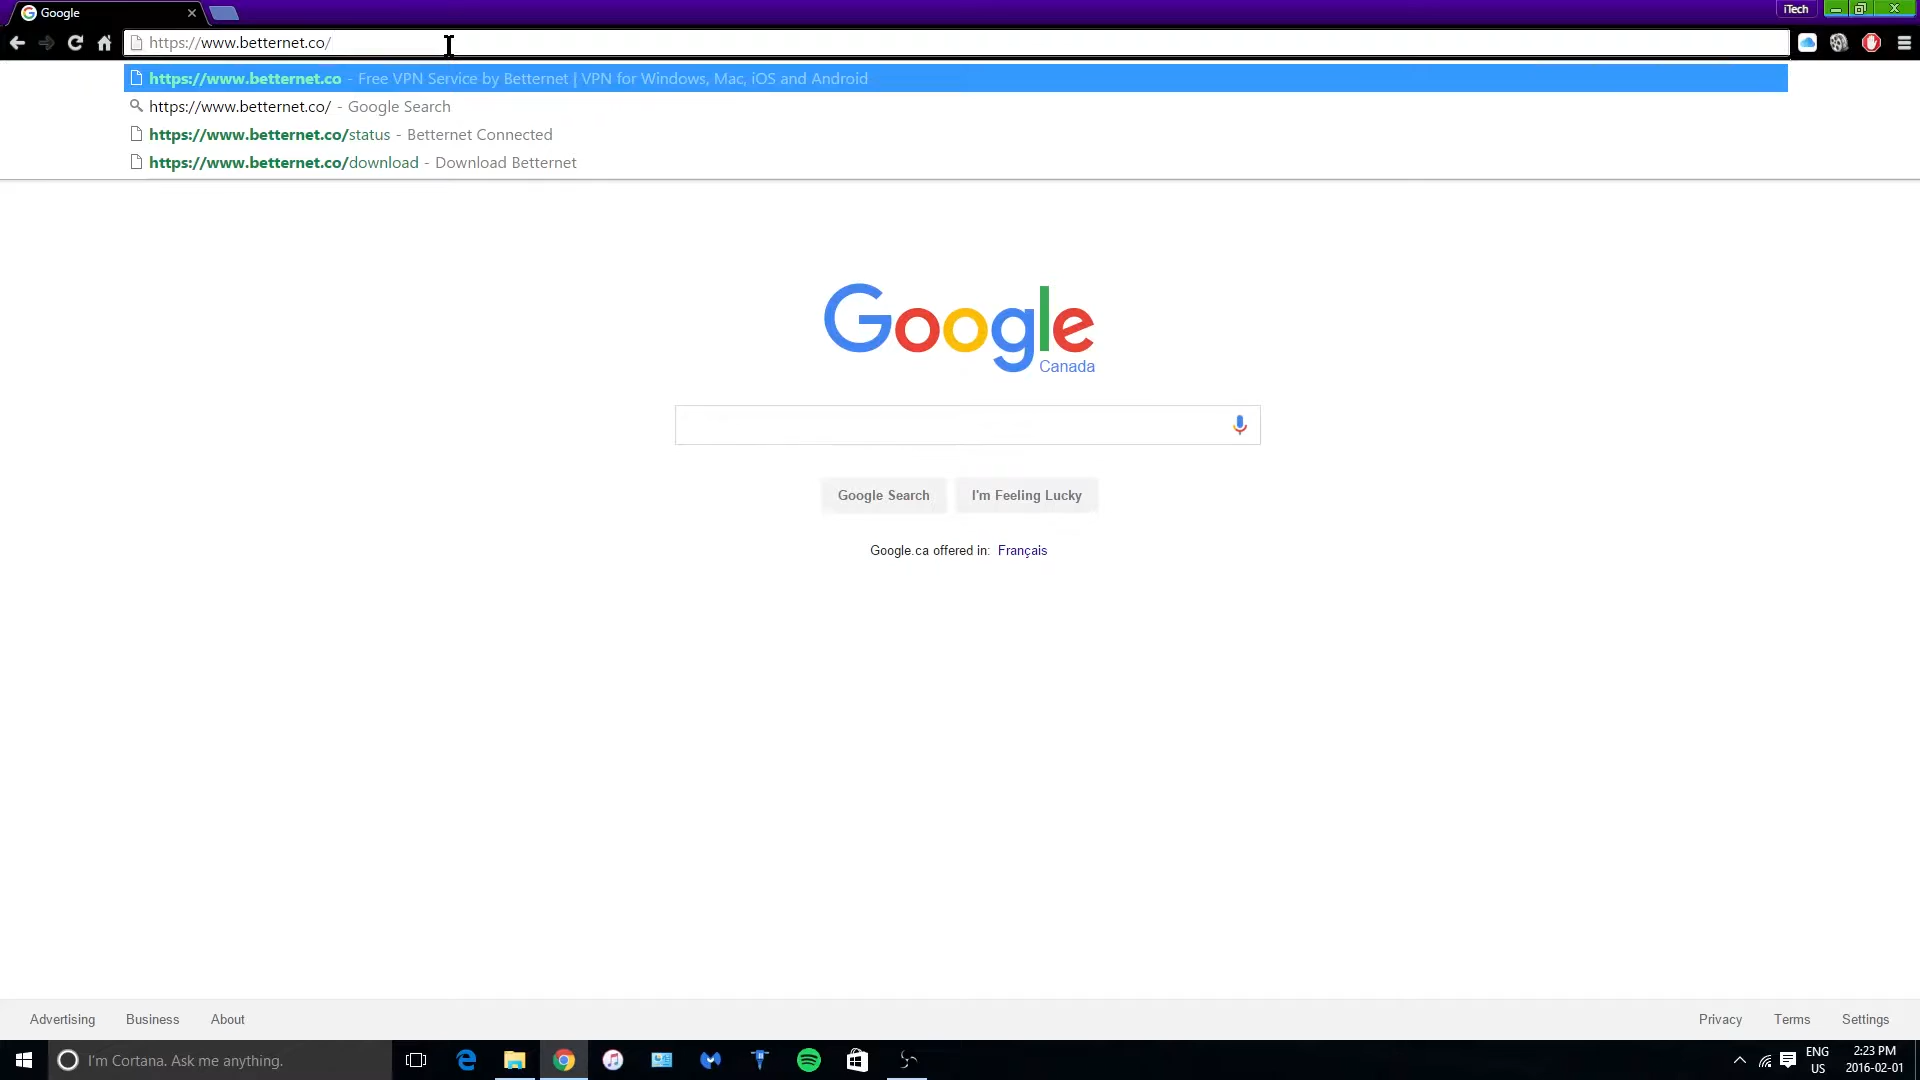 Google
iTech
https://www.betternet.co/
https://www.betternet.co - Free VPN Service by Betternet | VPN for Windows, Mac, iOS and Android
https://www.betternet.co/ - Google Search
https://www.betternet.co/status - Betternet Connected
https://www.betternet.co/download - Download Betternet
Google
Canada
Google Search I'm Feeling Lucky
Google.ca offered in: Français
Advertising Business About Privacy Terms Settings
I'm Cortana. Ask me anything.
ENG
US
2:23 PM
2016-02-01